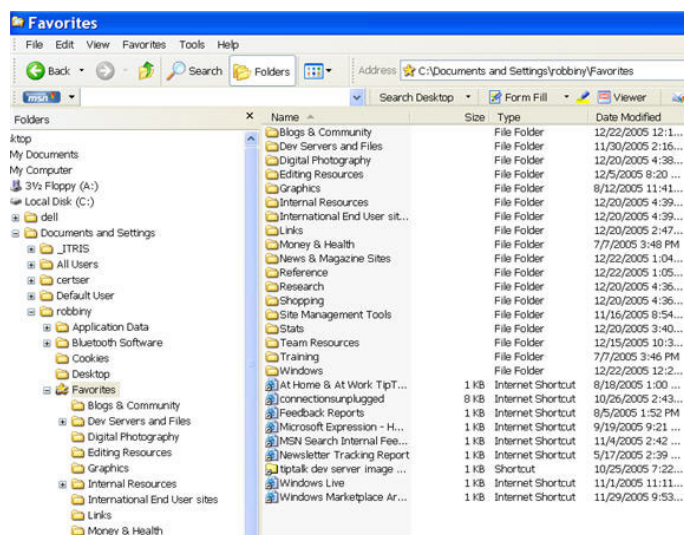 Favorites
File Edit View Favorites Tools Help
Back Search Folders Address C:\Documents and Settings\robbiny\Favorites
msn Search Desktop Form Fill Viewer
Folders x
ktop
My Documents
My Computer
3½ Floppy (A:)
Local Disk (C:)
dell
Documents and Settings
_ITRIS
All Users
certser
Default User
robbiny
Application Data
Bluetooth Software
Cookies
Desktop
Favorites
Blogs & Community
Dev Servers and Files
Digital Photography
Editing Resources
Graphics
Internal Resources
International End User sites
Links
Money & Health
Name Size Type Date Modified
Blogs & Community File Folder 12/22/2005 12:1...
Dev Servers and Files File Folder 11/30/2005 2:16...
Digital Photography File Folder 12/20/2005 4:38...
Editing Resources File Folder 12/5/2005 8:20 ...
Graphics File Folder 8/12/2005 11:41...
Internal Resources File Folder 12/20/2005 4:39...
International End User sit... File Folder 12/20/2005 4:39...
Links File Folder 12/20/2005 2:47...
Money & Health File Folder 7/7/2005 3:48 PM
News & Magazine Sites File Folder 12/22/2005 1:04...
Reference File Folder 12/22/2005 1:05...
Research File Folder 12/20/2005 4:36...
Shopping File Folder 12/20/2005 4:36...
Site Management Tools File Folder 11/16/2005 8:54...
Stats File Folder 12/20/2005 3:40...
Team Resources File Folder 12/15/2005 10:3...
Training File Folder 7/7/2005 3:46 PM
Windows File Folder 12/22/2005 12:2...
At Home & At Work TipT... 1 KB Internet Shortcut 8/18/2005 1:00 ...
connectionsunplugged 8 KB Internet Shortcut 10/26/2005 2:43...
Feedback Reports 1 KB Internet Shortcut 8/5/2005 1:52 PM
Microsoft Expression - H... 1 KB Internet Shortcut 9/19/2005 9:21 ...
MSN Search Internal Fee... 1 KB Internet Shortcut 11/4/2005 2:42 ...
Newsletter Tracking Report 1 KB Internet Shortcut 5/17/2005 2:39 ...
tiptalk dev server image ... 1 KB Shortcut 10/25/2005 7:22...
Windows Live 1 KB Internet Shortcut 11/1/2005 11:11...
Windows Marketplace Ar... 1 KB Internet Shortcut 11/29/2005 9:53...